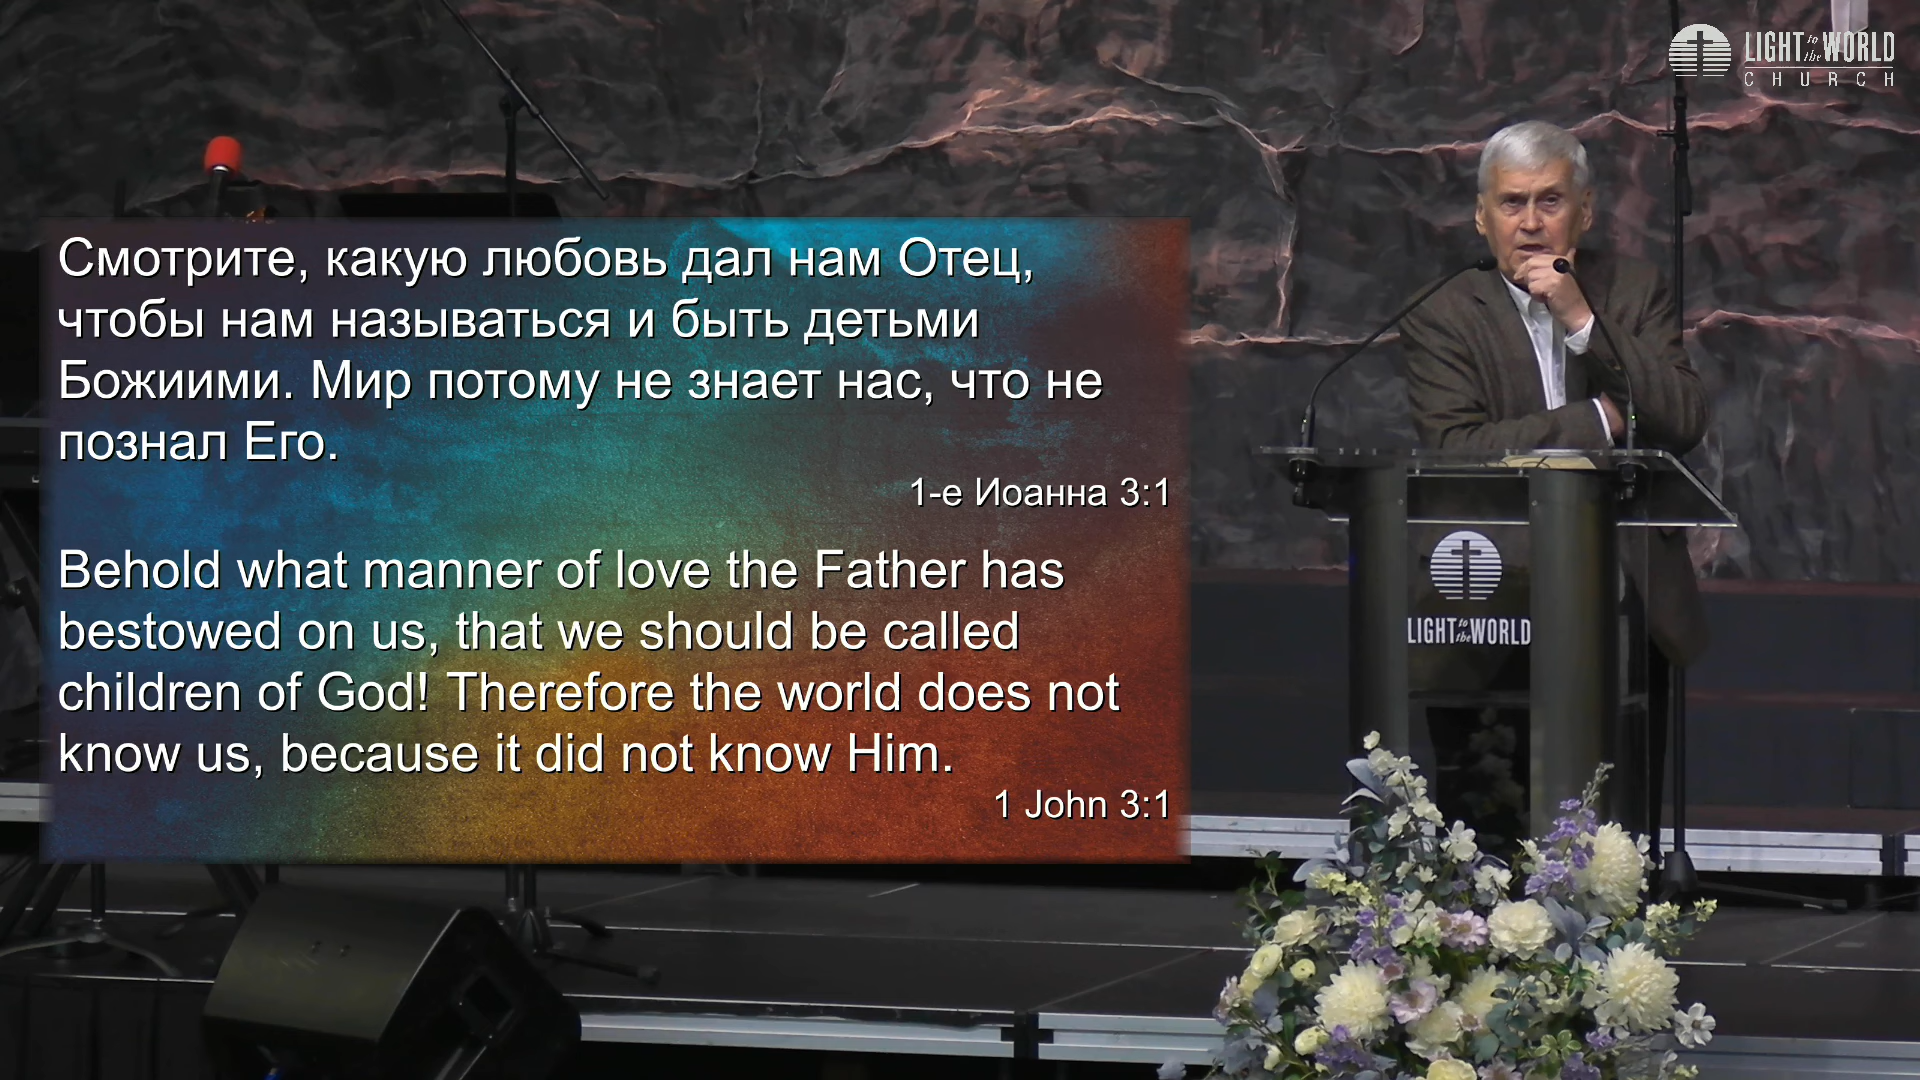 LIGHT to the WORLD
CHURCH
Смотрите, какую любовь дал нам Отец,
чтобы нам называться и быть детьми
Божиими. Мир потому не знает нас, что не
познал Его.
1-е Иоанна 3:1
Behold what manner of love the Father has
bestowed on us, that we should be called
children of God! Therefore the world does not
know us, because it did not know Him.
1 John 3:1
LIGHT to the WORLD